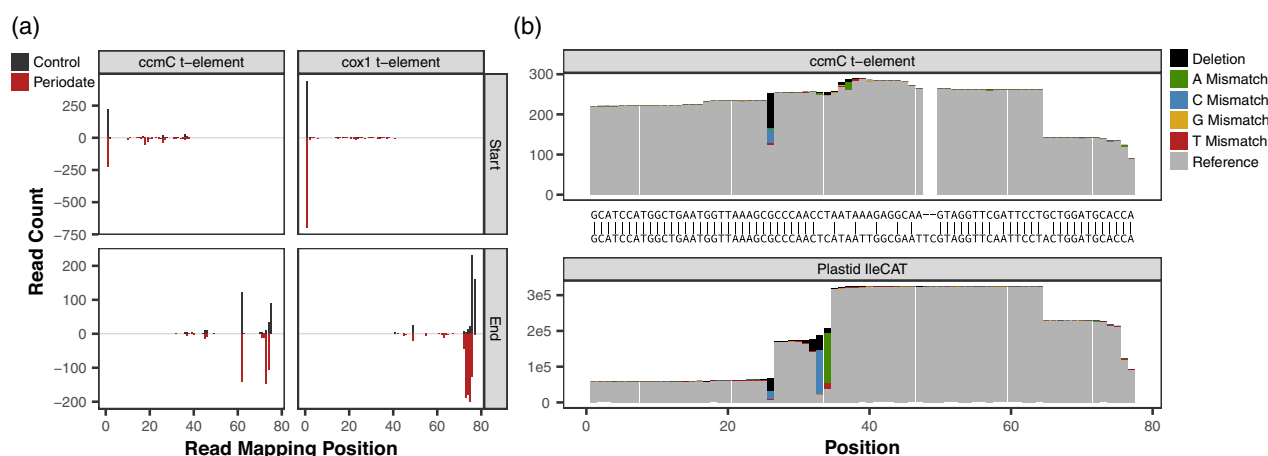 (a)
Control
Periodate
ccmC t−element
cox1 t−element
250
0
−250
−500
−750
Start
200
100
0
−100
−200
End
0 20 40 60 80
0 20 40 60 80
Read Count
Read Mapping Position
(b)
ccmC t−element
300
200
100
0
Deletion
A Mismatch
C Mismatch
G Mismatch
T Mismatch
Reference
GCATCCATGGCTGAATGGTTAAAGCGCCCAACCTAATAAAGAGGCAA−−GTAGGTTCGATTCCTGCTGGATGCACCA
GCATCCATGGCTGAATGGTTAAAGCGCCCAACTCATAATTGGCGAATTCGTAGGTTCAATTCCTACTGGATGCACCA
Plastid IleCAT
3e5
2e5
1e5
0
0 20 40 60 80
Position